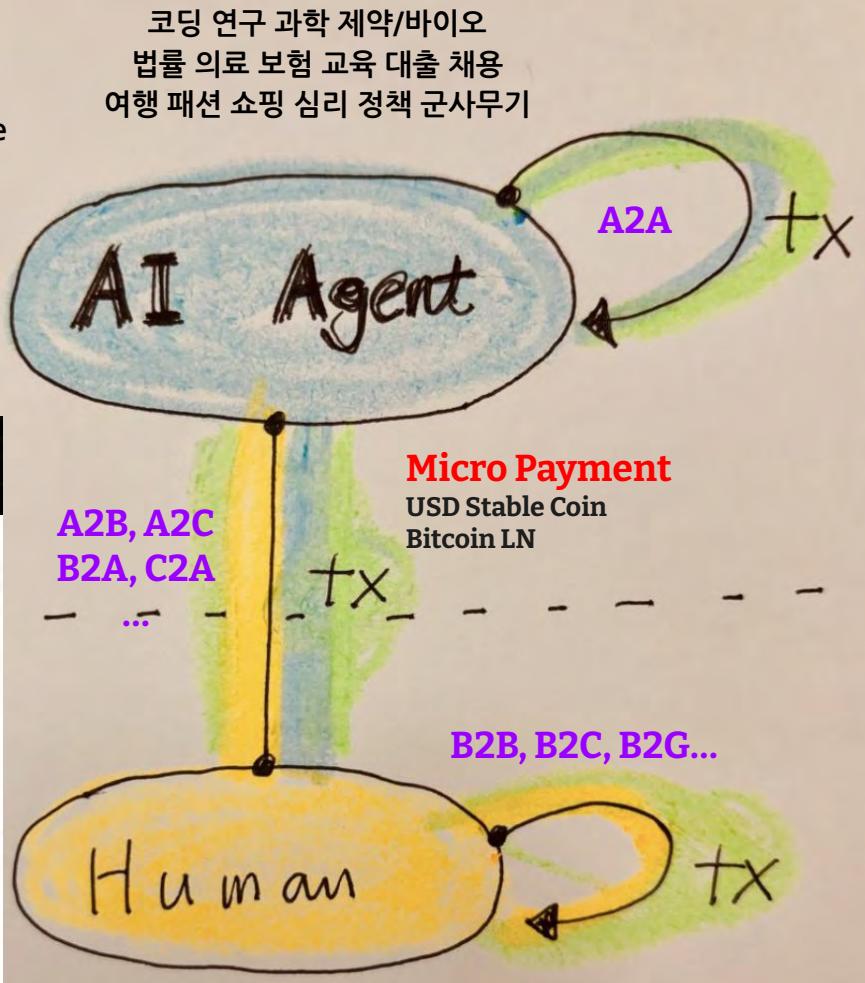 코딩 연구 과학 제약/바이오
법률 의료 보험 교육 대출 채용
여행 패션 쇼핑 심리 정책 군사무기
e
A2A
tx
AI Agent
Micro Payment
USD Stable Coin
Bitcoin LN
A2B, A2C
B2A, C2A
...
tx
B2B, B2C, B2G...
Human
tx